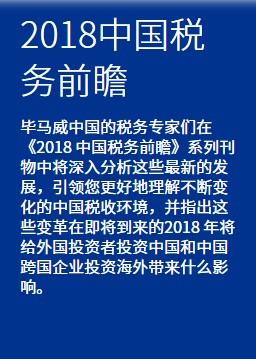 2018中国税
务前瞻
毕马威中国的税务专家们在
《2018 中国税务前瞻》系列刊
物中将深入分析这些最新的发
展，引领您更好地理解不断变
化的中国税收环境，并指出这
些变革在即将到来的2018 年将
给外国投资者投资中国和中国
跨国企业投资海外带来什么影
响。